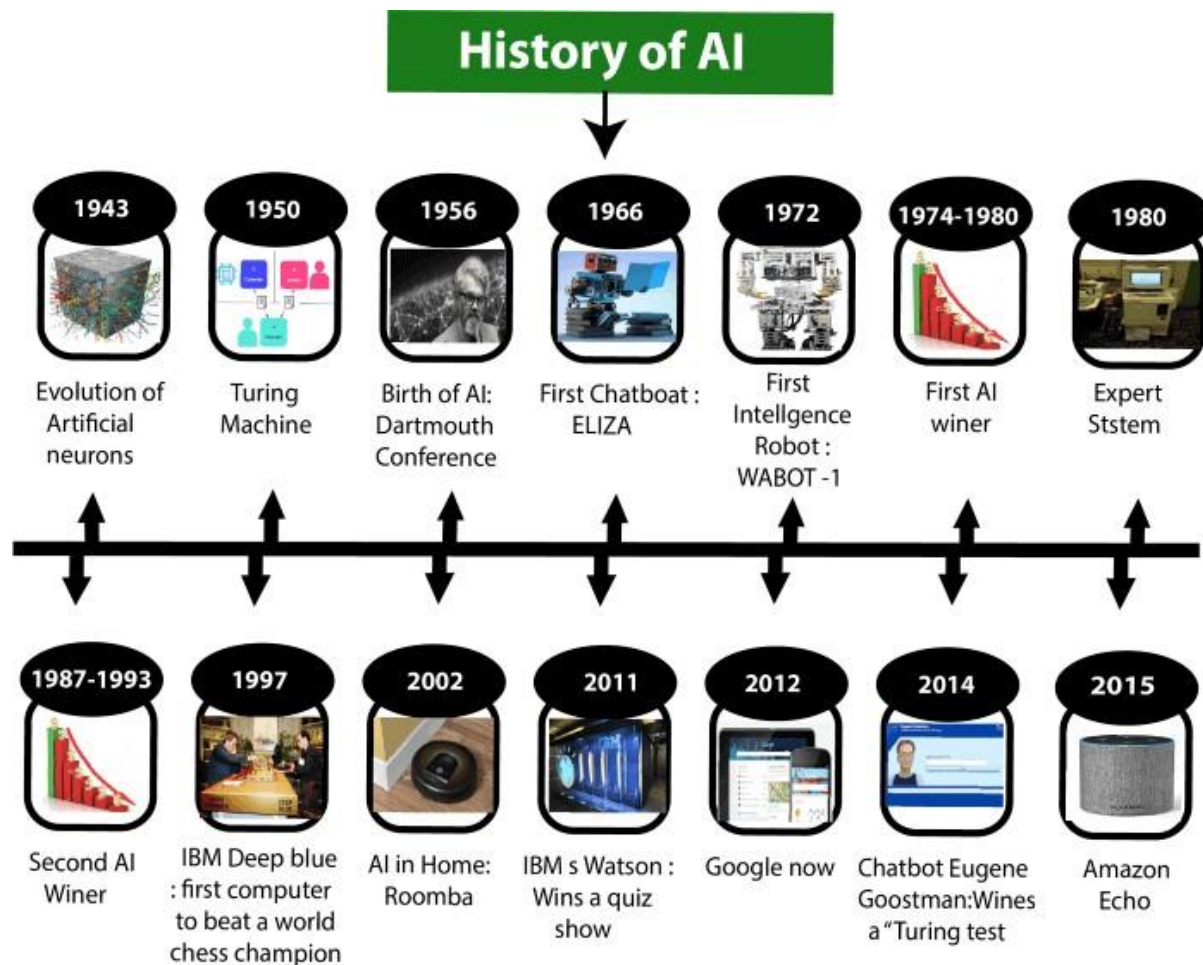 History of AI
1943
1950
1956
1966
1972
1974-1980
1980
Evolution of
Artificial
neurons
Turing
Machine
Birth of AI:
Dartmouth
Conference
First Chatboat :
ELIZA
First
Intellgence
Robot :
WABOT -1
First AI
winer
Expert
Ststem
1987-1993
1997
2002
2011
2012
2014
2015
Second AI
Winer
IBM Deep blue
: first computer
to beat a world
chess champion
AI in Home:
Roomba
IBM s Watson :
Wins a quiz
show
Google now
Chatbot Eugene
Goostman:Wines
a “Turing test
Amazon
Echo